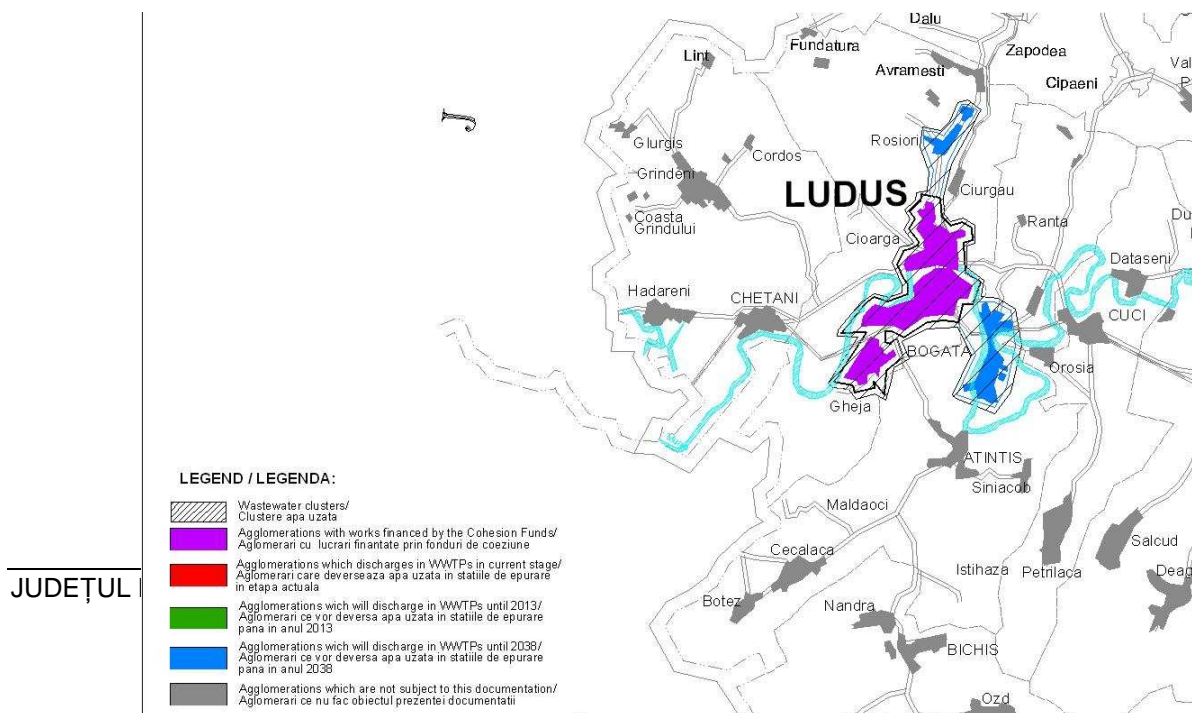 Dalu
Fundatura
Zapodea
Lint
Avramesti
Cipaeni
Glurgis
Rosiori
Cordos
Grindeni
LUDUS
Ciurgau
Coasta
Grindului
Ranta
Cioarga
Dataseni
Hadareni
CHETANI
CUCI
BOGATA
Orosia
Gheja
ATINTIS
Siniacob
Maldaoci
Salcud
Cecalaca
Istihaza
Petrilaca
Deag
Botez
Nandra
BICHIS
Ozd
JUDEȚUL
LEGEND / LEGENDA:
Wastewater clusters/
Clustere apa uzata
Agglomerations with works financed by the Cohesion Funds/
Aglomerari cu lucrari finantate prin fonduri de coeziune
Agglomerations which discharges in WWTPs in current stage/
Aglomerari care deverseaza apa uzata in statiile de epurare
in etapa actuala
Agglomerations wich will discharge in WWTPs until 2013/
Aglomerari ce vor deversa apa uzata in statiile de epurare
pana in anul 2013
Agglomerations wich will discharge in WWTPs until 2038/
Aglomerari ce vor deversa apa uzata in statiile de epurare
pana in anul 2038
Agglomerations which are not subject to this documentation/
Aglomerari ce nu fac obiectul prezentei documentatii